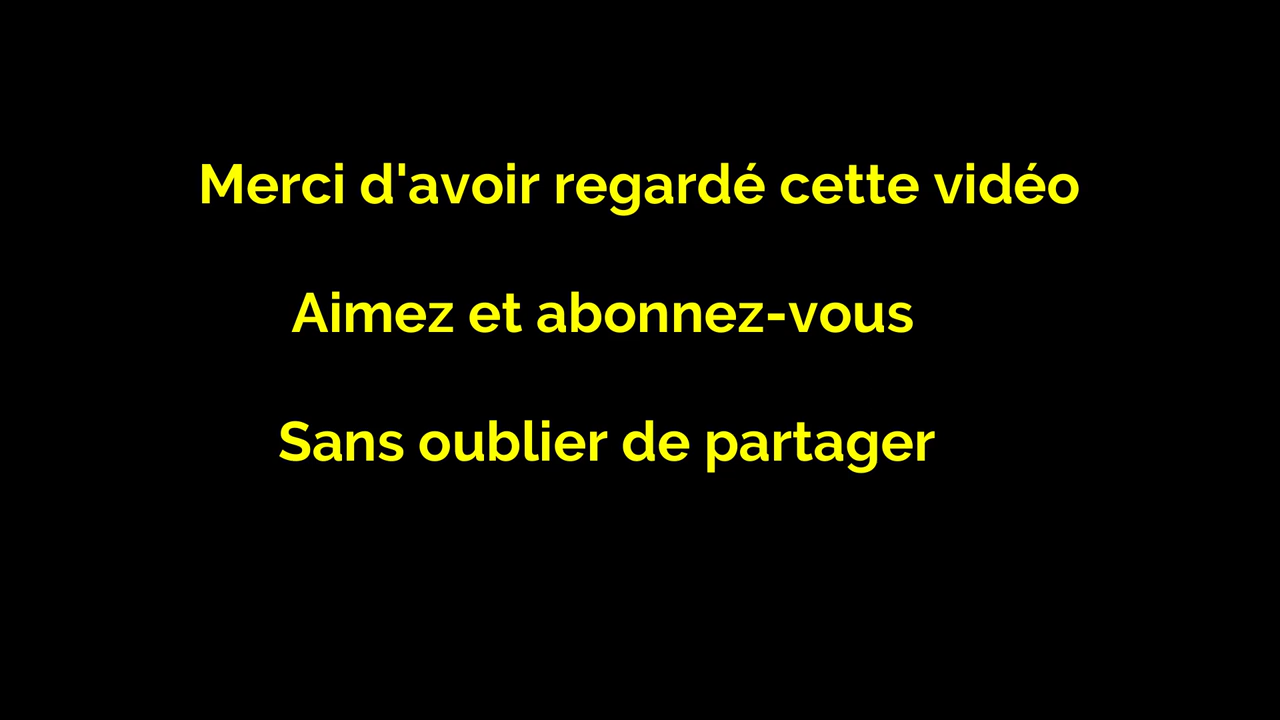 Merci d'avoir regardé cette vidéo
Aimez et abonnez-vous
Sans oublier de partager